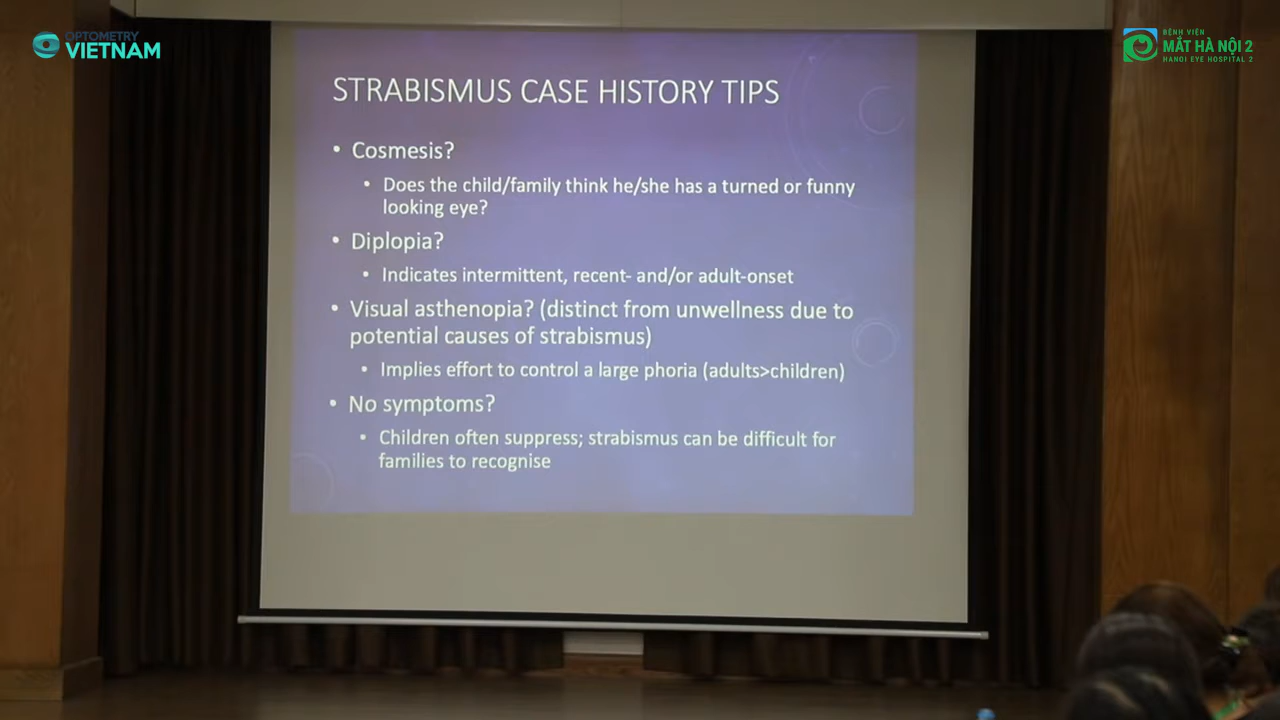 OPTOMETRY
VIETNAM
BỆNH VIỆN
MẮT HÀ NỘI 2
HANOI EYE HOSPITAL 2
STRABISMUS CASE HISTORY TIPS
• Cosmesis?
• Does the child/family think he/she has a turned or funny
looking eye?
• Diplopia?
• Indicates intermittent, recent- and/or adult-onset
• Visual asthenopia? (distinct from unwellness due to
potential causes of strabismus)
• Implies effort to control a large phoria (adults>children)
• No symptoms?
• Children often suppress; strabismus can be difficult for
families to recognise